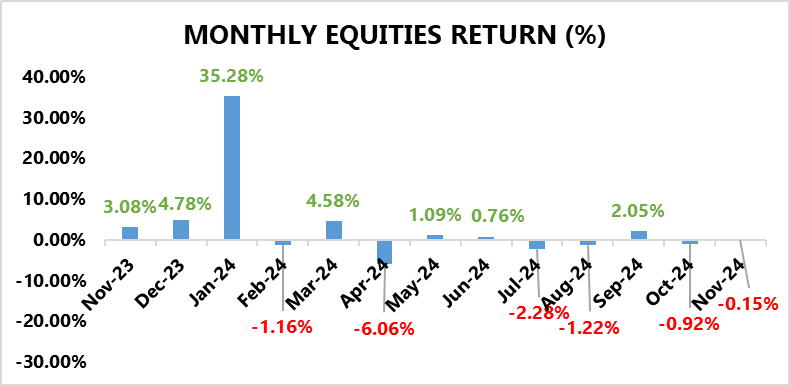 MONTHLY EQUITIES RETURN (%)
40.00%
30.00%
20.00%
10.00%
0.00%
-10.00%
-20.00%
-30.00%
3.08%
4.78%
35.28%
-1.16%
4.58%
-6.06%
1.09%
0.76%
-2.28%
-1.22%
2.05%
-0.92%
-0.15%
Nov-23
Dec-23
Jan-24
Feb-24
Mar-24
Apr-24
May-24
Jun-24
Jul-24
Aug-24
Sep-24
Oct-24
Nov-24